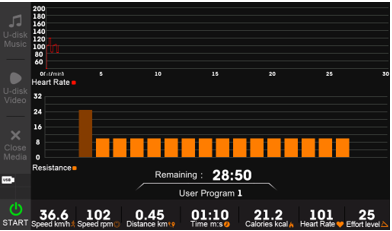 U-disk
Music
U-disk
Video
Close
Media
USB
START
200
180
160
140
120
100
80
60
0
5
10
15
20
25
30
Heart Rate
32
24
16
8
0
Resistance
Remaining : 28:50
User Program 1
36.6
Speed km/h
102
Speed rpm
0.45
Distance km
01:10
Time m:s
21.2
Calories kcal
101
Heart Rate
25
Effort level